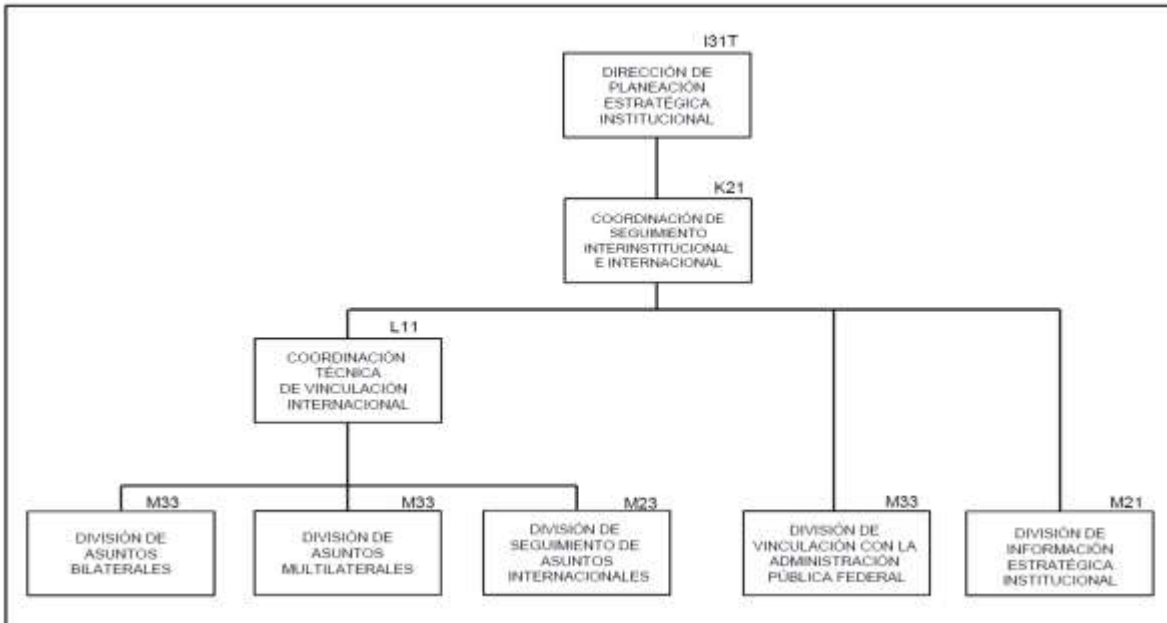 I31T
DIRECCIÓN DE
PLANEACIÓN
ESTRATÉGICA
INSTITUCIONAL
K21
COORDINACIÓN DE
SEGUIMIENTO
INTERINSTITUCIONAL
E INTERNACIONAL
L11
COORDINACIÓN
TÉCNICA
DE VINCULACIÓN
INTERNACIONAL
M33
DIVISIÓN DE
ASUNTOS
BILATERALES
M33
DIVISIÓN DE
ASUNTOS
MULTILATERALES
M23
DIVISIÓN DE
SEGUIMIENTO DE
ASUNTOS
INTERNACIONALES
M33
DIVISIÓN DE
VINCULACIÓN CON LA
ADMINISTRACIÓN
PÚBLICA FEDERAL
M21
DIVISIÓN DE
INFORMACIÓN
ESTRATÉGICA
INSTITUCIONAL